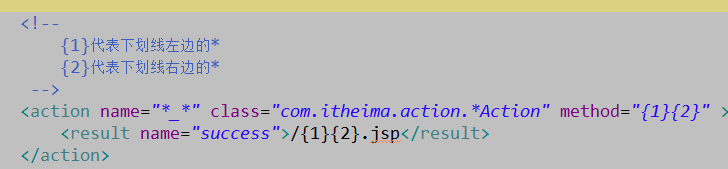 <!--
{1}代表下划线左边的*
{2}代表下划线右边的*
-->
<action name="*_*" class="com.itheima.action.*Action" method="{1}{2}" >
<result name="success">/{1}{2}.jsp</result>
</action>